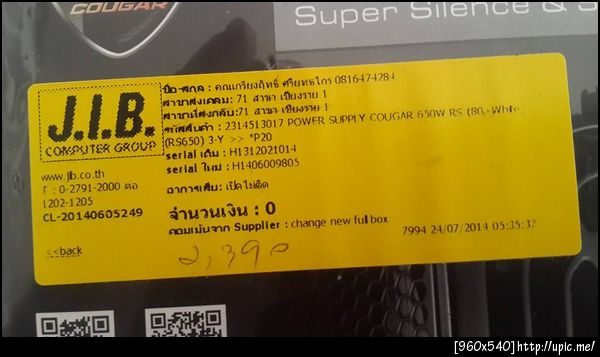 COUGAR
Super Silence & S
J.I.B.
COMPUTER GROUP
www.jib.co.th
T : 0-2791-2000 ต่อ
1202-1205
CL-20140605249
<<back
ชื่อ-สกุล : คุณเกรียงฤทธิ์ ศรียุทธไกร 0816474284
สาขาส่งเคลม: 71 สาขา เชียงราย 1
สาขาที่ส่งกลับ:71 สาขา เชียงราย 1
รหัสสินค้า : 2314513017 POWER SUPPLY COUGAR 650W RS (80+White,
(RS650) 3-Y >> *P20
serial เดิม : H1312021014
serial ใหม่ : H1406009805
อาการเสีย: เปิดไม่ติด
จำนวนเงิน : 0
คอมเม้นจาก Supplier : change new full box
7994 24/07/2014 05:35:37
2,390
[960x540]http://upic.me/